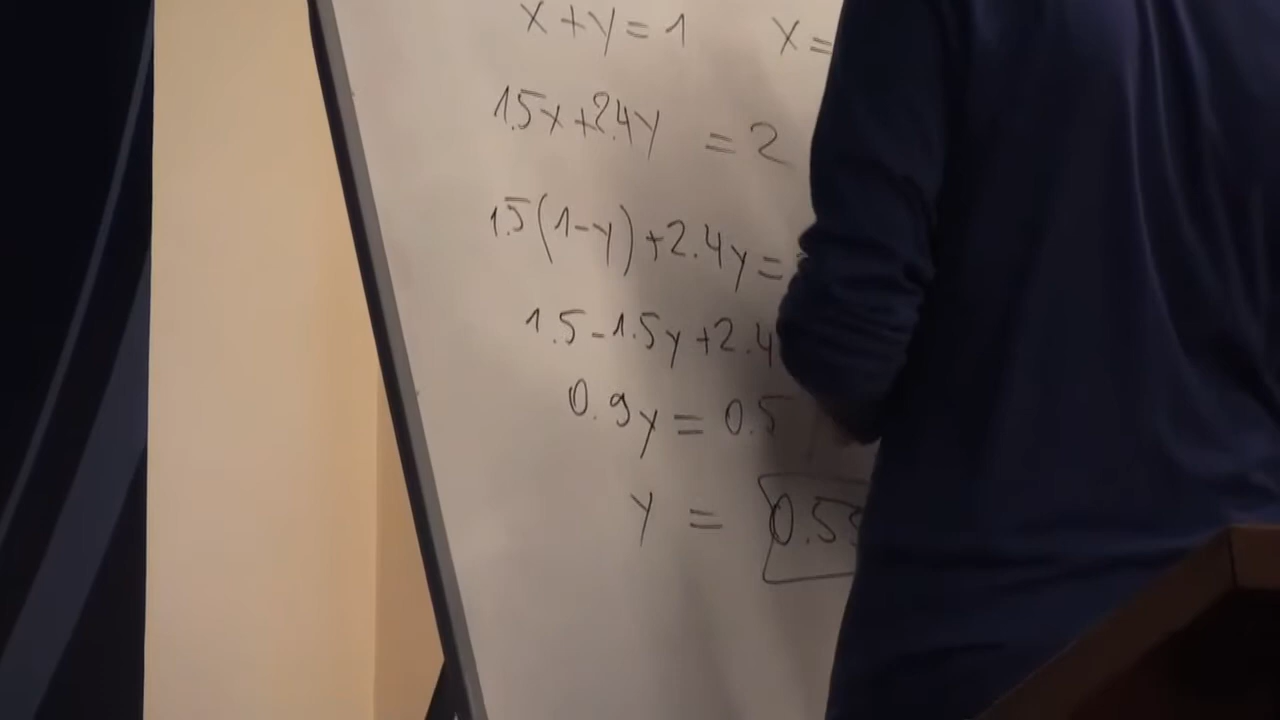 x+y=1 x=
1.5x+2.4y =2
1.5(1-y)+2.4y=
1.5-1.5y+2.4
0.9y=0.5
y = 0.55